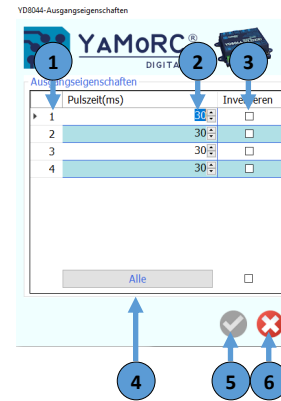 YD8044-Ausgangseigenschaften
YAMORC®
DIGITA
1 2 3
Ausgangseigenschaften
Pulszeit(ms) Invertieren
1 30
2 30
3 30
4 30
Alle
4 5 6